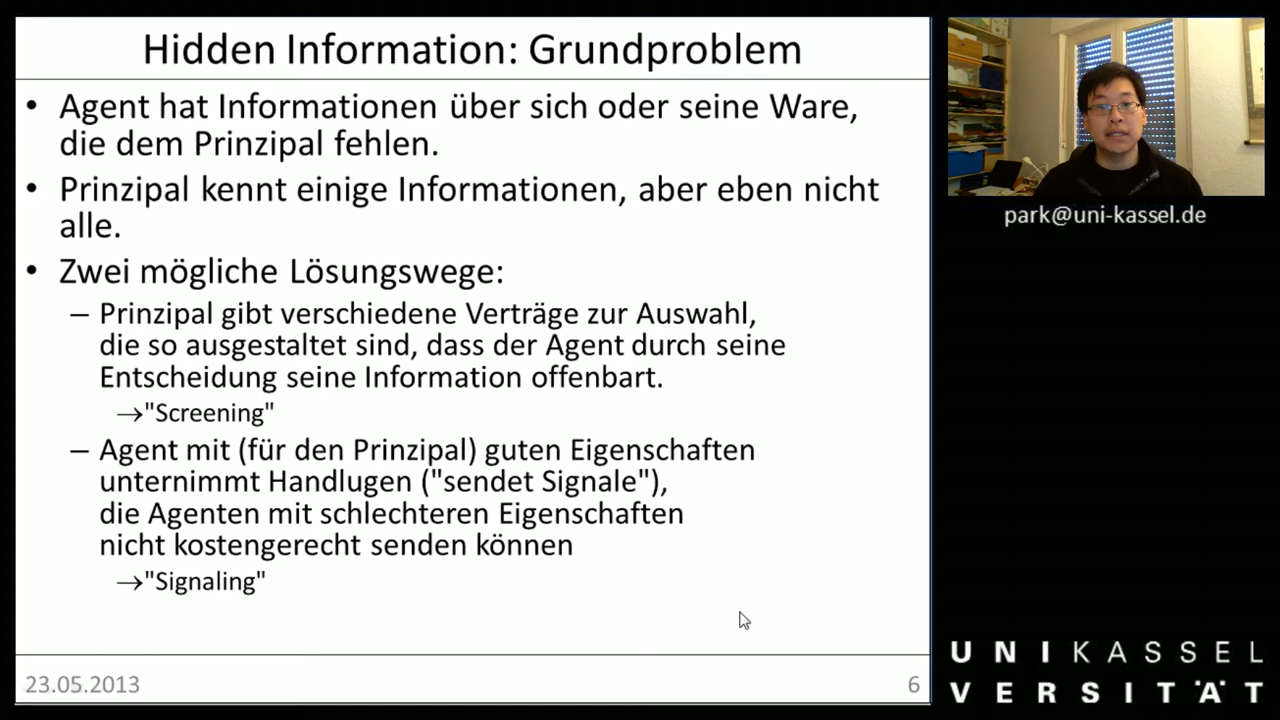 Hidden Information: Grundproblem
• Agent hat Informationen über sich oder seine Ware,
die dem Prinzipal fehlen.
• Prinzipal kennt einige Informationen, aber eben nicht
alle.
• Zwei mögliche Lösungswege:
– Prinzipal gibt verschiedene Verträge zur Auswahl,
die so ausgestaltet sind, dass der Agent durch seine
Entscheidung seine Information offenbart.
→"Screening"
– Agent mit (für den Prinzipal) guten Eigenschaften
unternimmt Handlugen ("sendet Signale"),
die Agenten mit schlechteren Eigenschaften
nicht kostengerecht senden können
→"Signaling"
23.05.2013
6
park@uni-kassel.de
UNIKASSEL
VERSITÄT